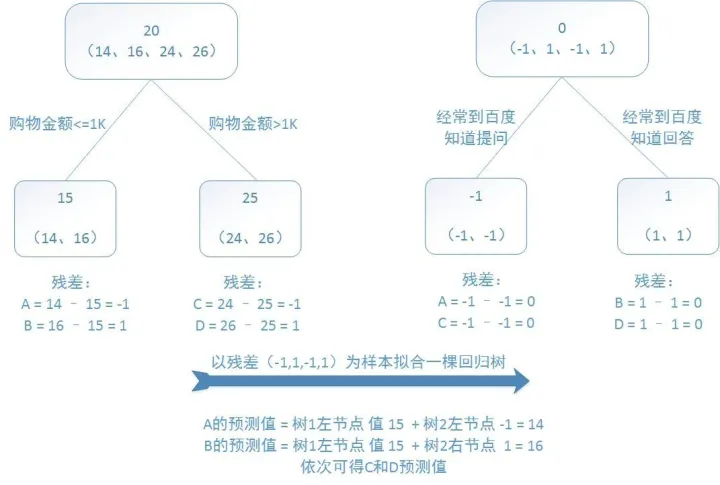 20
（14、16、24、26）
0
（-1、1、-1、1）
购物金额<=1K
购物金额>1K
经常到百度
知道提问
经常到百度
知道回答
15
（14、16）
25
（24、26）
-1
（-1、-1）
1
（1、1）
残差：
A = 14 – 15 = -1
B = 16 – 15 = 1
残差：
C = 24 – 25 = -1
D = 26 – 25 = 1
残差：
A = -1 – -1 = 0
C = -1 – -1 = 0
残差：
B = 1 – 1 = 0
D = 1 – 1 = 0
以残差（-1,1,-1,1）为样本拟合一棵回归树
A的预测值 = 树1左节点 值 15 + 树2左节点 -1 = 14
B的预测值 = 树1左节点 值 15 + 树2右节点 1 = 16
依次可得C和D预测值